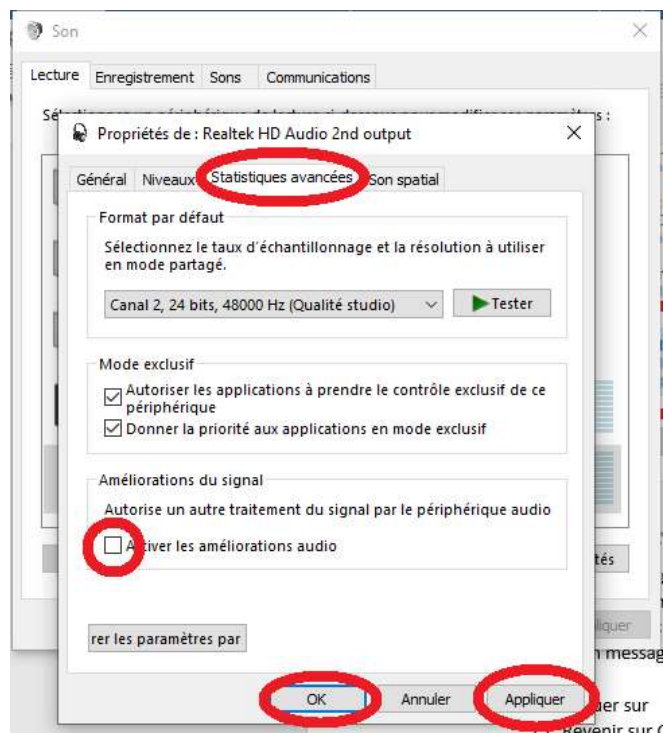 Son
Lecture Enregistrement Sons Communications
Propriétés de : Realtek HD Audio 2nd output
Général Niveaux Statistiques avancées Son spatial
Format par défaut
Sélectionnez le taux d'échantillonnage et la résolution à utiliser
en mode partagé.
Canal 2, 24 bits, 48000 Hz (Qualité studio) Tester
Mode exclusif
Autoriser les applications à prendre le contrôle exclusif de ce
périphérique
Donner la priorité aux applications en mode exclusif
Améliorations du signal
Autorise un autre traitement du signal par le périphérique audio
les améliorations audio
tés
rer les paramètres par
liquer
messag
OK Annuler Appliquer
er sur
Revenir sur